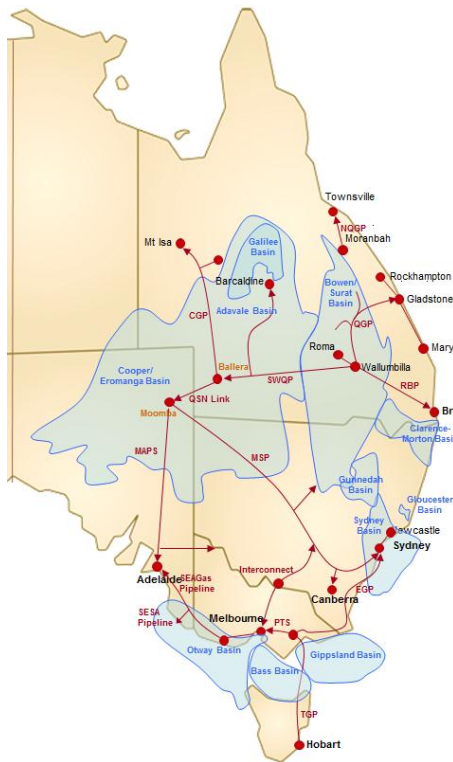 Townsville
NQGP
Moranbah
Mt Isa
Galilee
Basin
Barcaldine
Rockhampton
Bowen/
Surat
Basin
Gladstone
Adavale Basin
CGP
QGP
Roma
Mary
Ballera
Wallumbilla
Cooper/
Eromanga Basin
SWQP
RBP
QSN Link
Moomba
Br
Clarence-
Morton Basi
MAPS
MSP
Gunnedah
Basin
Gloucester
Basin
Sydney
Basin
ewcastle
Sydney
Adelaide
SEAGas
Pipeline
Interconnect
EGP
Canberra
SESA
Pipeline
Melbourne
PTS
Otway Basin
Gippsland Basin
Bass Basin
TGP
Hobart